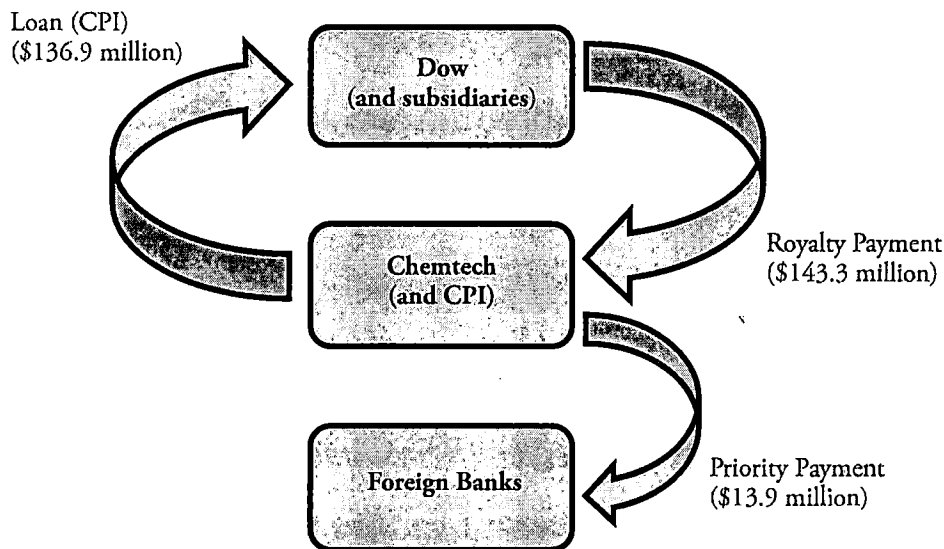 Loan (CPI)
($136.9 million)
Dow
(and subsidiaries)
Royalty Payment
($143.3 million)
Chemtech
(and CPI)
Foreign Banks
Priority Payment
($13.9 million)